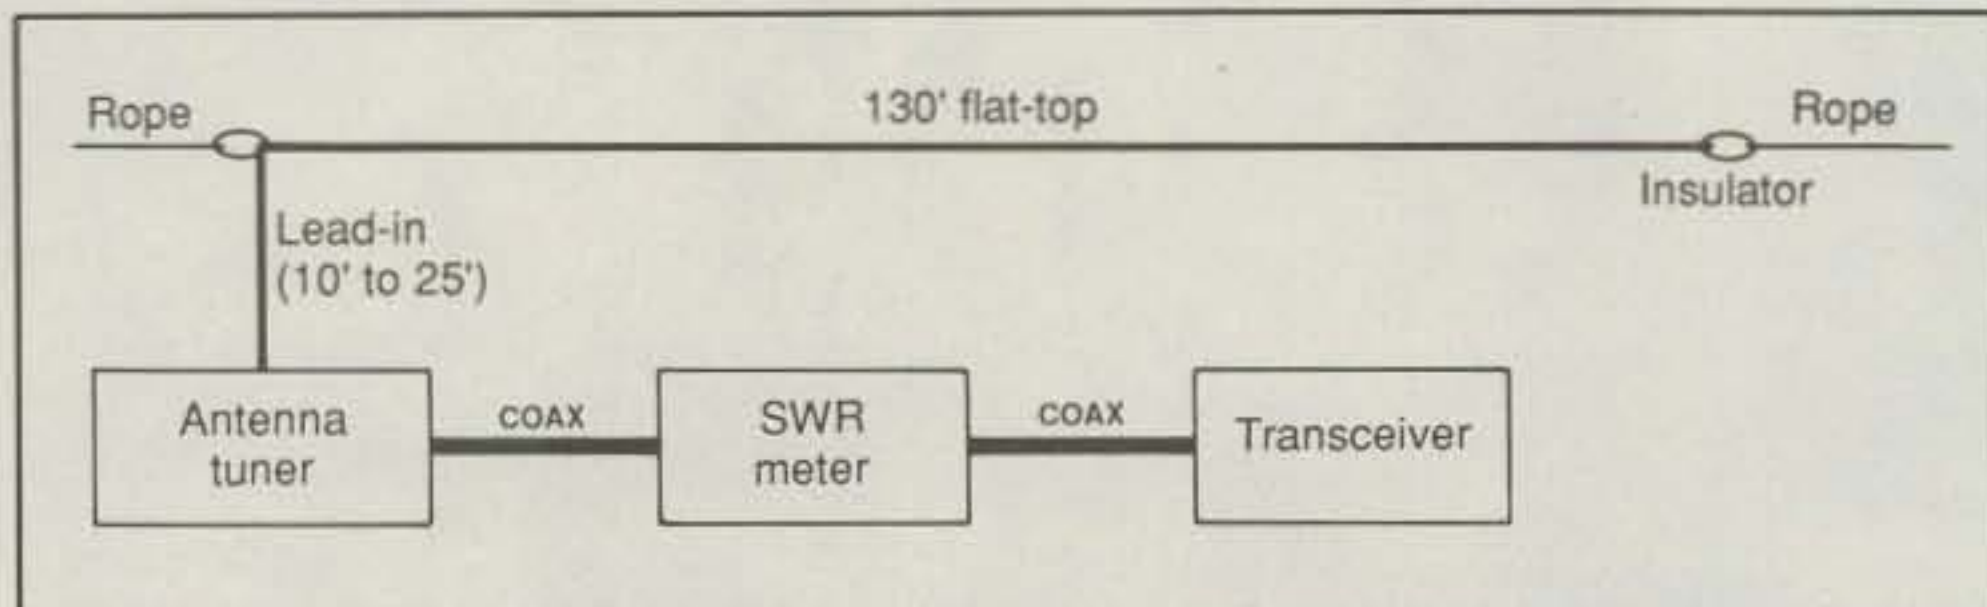 Rope
130' flat-top
Rope
Insulator
Lead-in
(10' to 25')
Antenna
tuner
COAX
SWR
meter
COAX
Transceiver